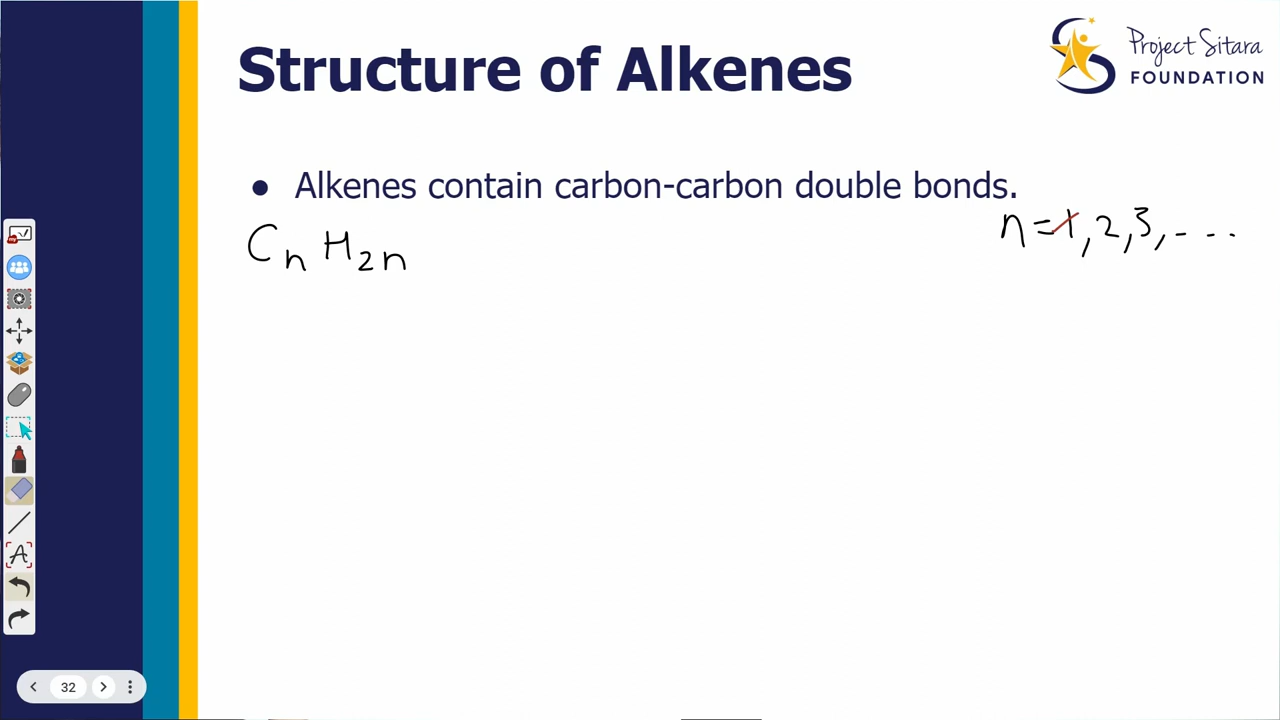 Structure of Alkenes
Project Sitara
FOUNDATION
● Alkenes contain carbon-carbon double bonds.
n=1,2,3,- - -
CnH2n
A
32